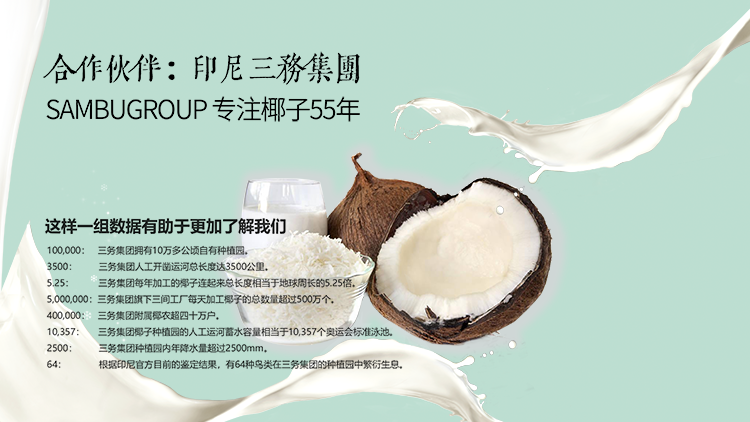 合作伙伴：印尼三務集團
SAMBUGROUP 专注椰子55年
这样一组数据有助于更加了解我们
100,000： 三务集团拥有10万多公顷自有种植园。
3500： 三务集团人工开凿运河总长度达3500公里。
5.25： 三务集团每年加工的椰子连起来总长度相当于地球周长的5.25倍。
5,000,000： 三务集团旗下三间工厂每天加工椰子的总数量超过500万个。
400,000： 三务集团附属椰农超四十万户。
10,357： 三务集团椰子种植园的人工运河蓄水容量相当于10,357个奥运会标准泳池。
2500： 三务集团种植园内年降水量超过2500mm。
64： 根据印尼官方目前的鉴定结果，有64种鸟类在三务集团的种植园中繁衍生息。